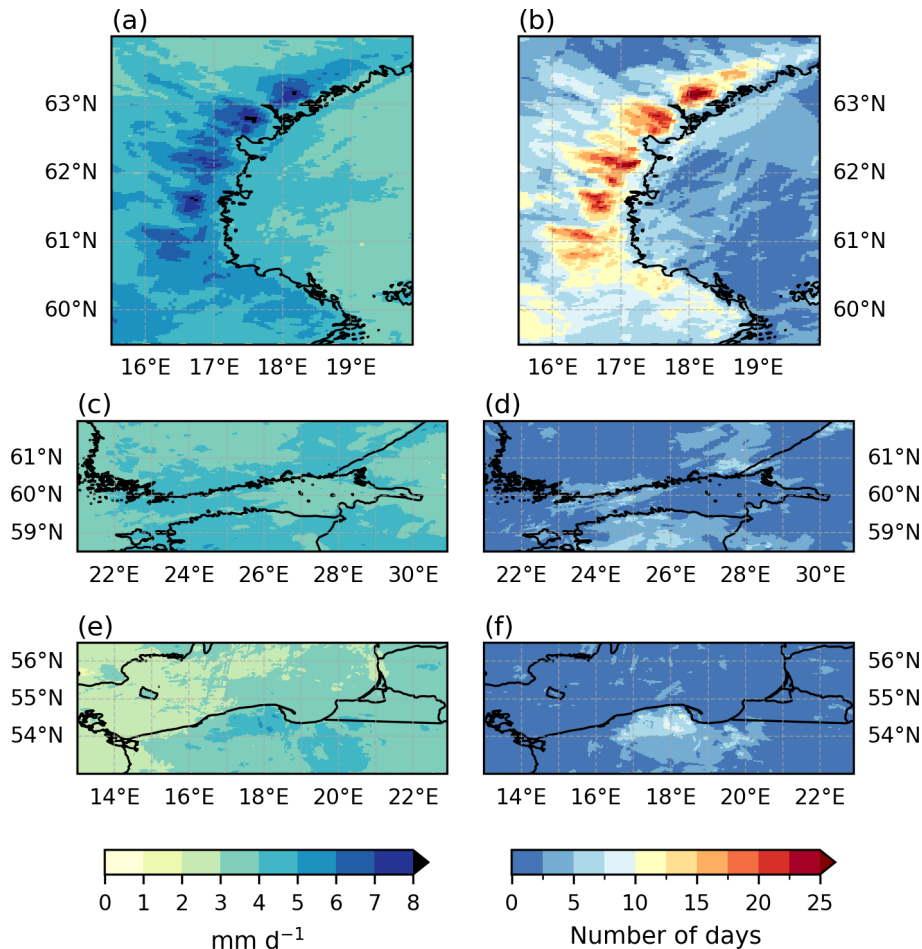 (a) (b)
63°N 63°N
62°N 62°N
61°N 61°N
60°N 60°N
16°E 17°E 18°E 19°E 16°E 17°E 18°E 19°E
(c) (d)
61°N 61°N
60°N 60°N
59°N 59°N
22°E 24°E 26°E 28°E 30°E 22°E 24°E 26°E 28°E 30°E
(e) (f)
56°N 56°N
55°N 55°N
54°N 54°N
14°E 16°E 18°E 20°E 22°E 14°E 16°E 18°E 20°E 22°E
0 1 2 3 4 5 6 7 8 0 5 10 15 20 25
mm d⁻¹ Number of days